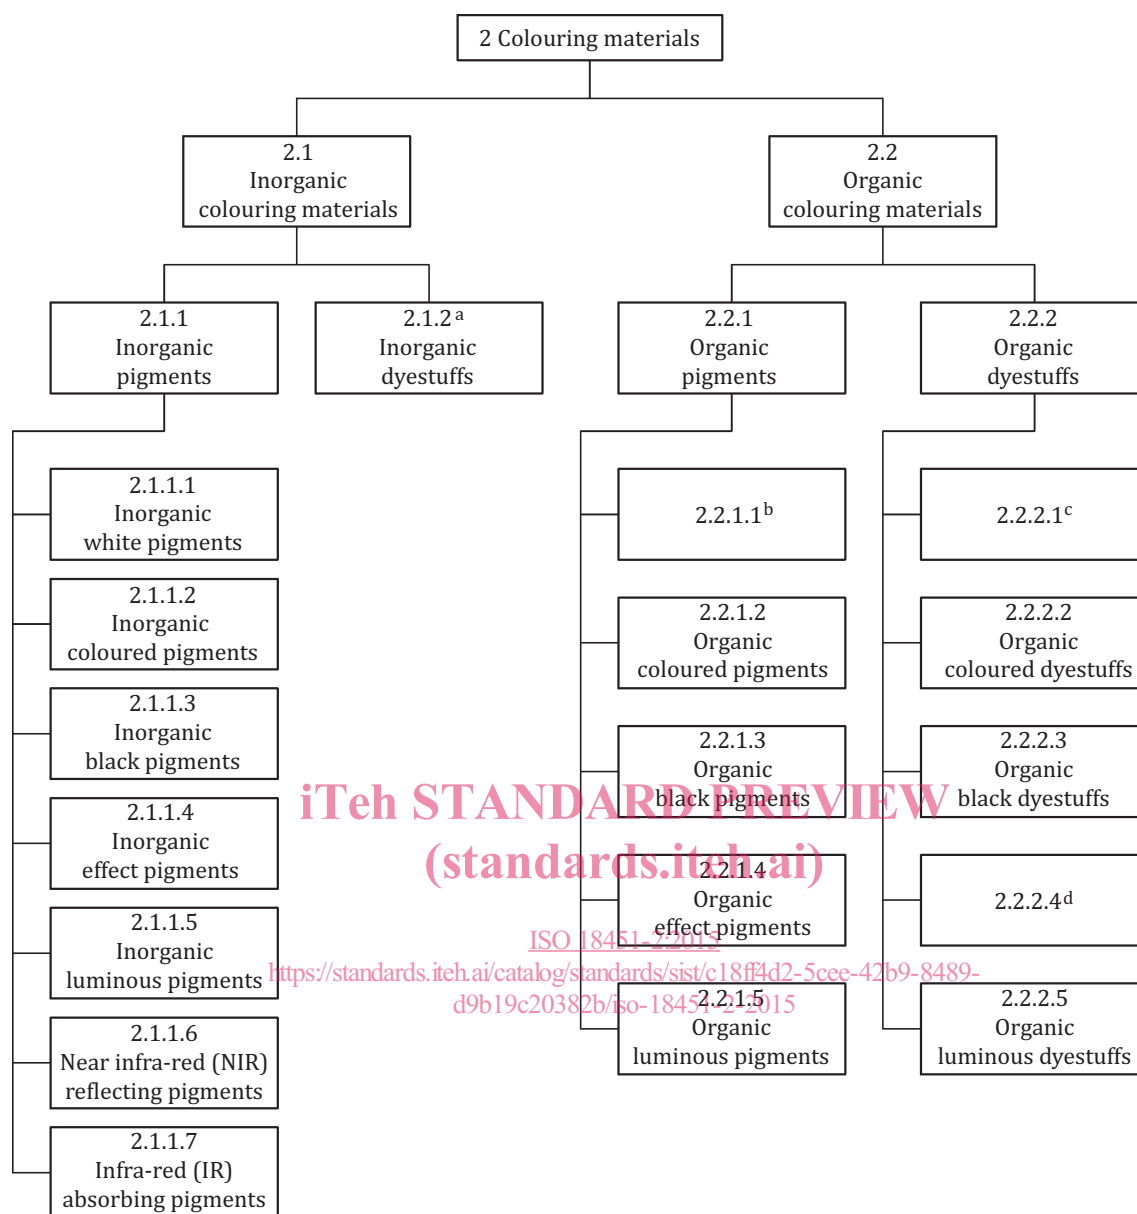 2 Colouring materials
2.1
Inorganic
colouring materials
2.2
Organic
colouring materials
2.1.1
Inorganic
pigments
2.1.2 a
Inorganic
dyestuffs
2.2.1
Organic
pigments
2.2.2
Organic
dyestuffs
2.1.1.1
Inorganic
white pigments
2.1.1.2
Inorganic
coloured pigments
2.1.1.3
Inorganic
black pigments
2.1.1.4
Inorganic
effect pigments
2.1.1.5
Inorganic
luminous pigments
2.1.1.6
Near infra-red (NIR)
reflecting pigments
2.1.1.7
Infra-red (IR)
absorbing pigments
2.2.1.1b
2.2.1.2
Organic
coloured pigments
2.2.1.3
Organic
black pigments
2.2.1.4
Organic
effect pigments
2.2.1.5
Organic
luminous pigments
2.2.2.1c
2.2.2.2
Organic
coloured dyestuffs
2.2.2.3
Organic
black dyestuffs
2.2.2.4d
2.2.2.5
Organic
luminous dyestuffs
iTeh STANDARD PREVIEW
(standards.iteh.ai)
ISO 18451-2:2015
https://standards.iteh.ai/catalog/standards/sist/c18ff4d2-5cee-42b9-8489-
d9b19c20382b/iso-18451-2-2015